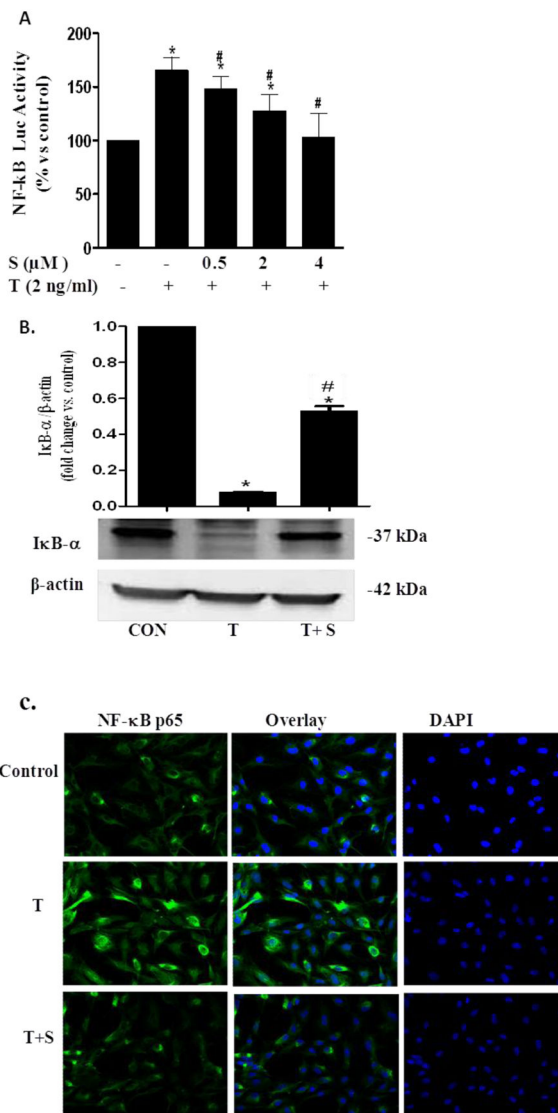 A
NF-kB Luc Activity
(% vs control)
200
150
100
50
0
* # * # * #
S (μM ) - - 0.5 2 4
T (2 ng/ml) - + + + +
B.
IκB-α/β-actin
(fold change vs. control)
1.0
0.8
0.6
0.4
0.2
0.0
* # *
IκB-α -37 kDa
β-actin -42 kDa
CON T T+ S
c.
NF-κB p65 Overlay DAPI
Control
T
T+S